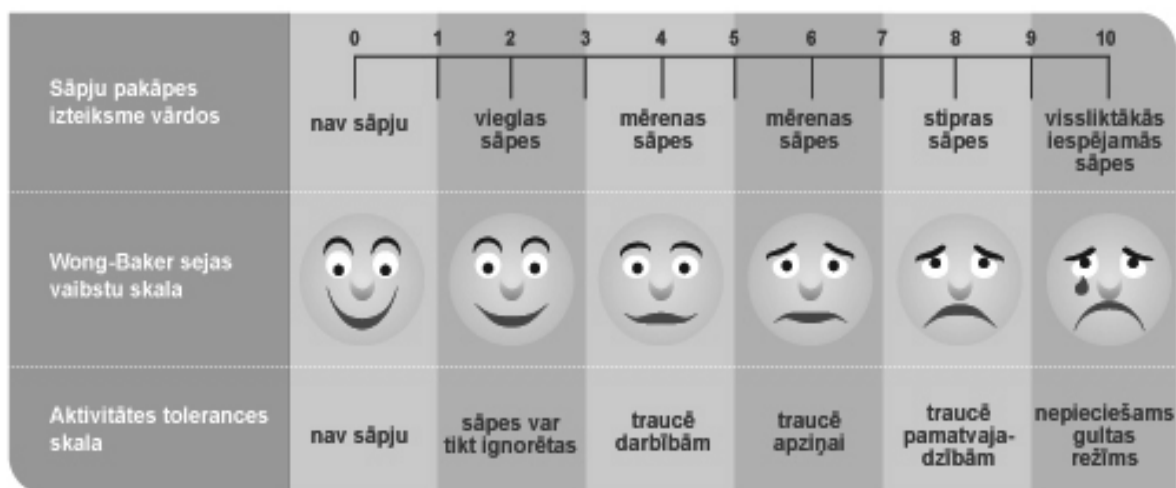 0 1 2 3 4 5 6 7 8 9 10
Sāpju pakāpes
izteiksme vārdos
nav sāpju
vieglas
sāpes
mērenas
sāpes
mērenas
sāpes
stipras
sāpes
vissliktākās
iespējamās
sāpes
Wong-Baker sejas
vaibstu skala
Aktivitātes tolerances
skala
nav sāpju
sāpes var
tikt ignorētas
traucē
darbībām
traucē
apziņai
traucē
pamatvaja-
dzībām
nepieciešams
gultas
režīms